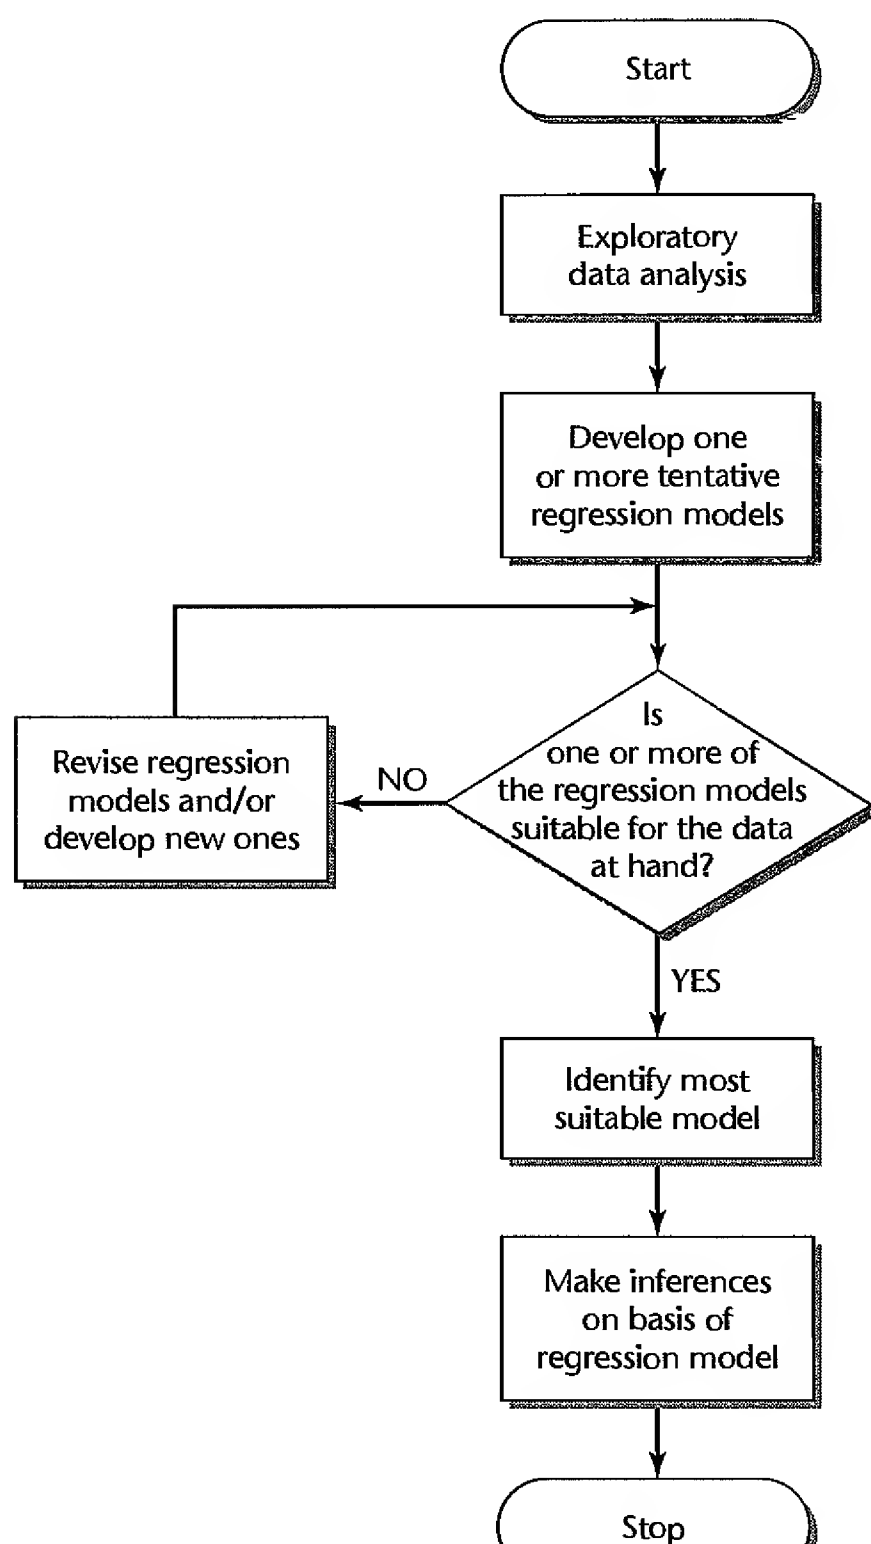 Start
Exploratory
data analysis
Develop one
or more tentative
regression models
Is
one or more of
the regression models
suitable for the data
at hand?
NO
Revise regression
models and/or
develop new ones
YES
Identify most
suitable model
Make inferences
on basis of
regression model
Stop